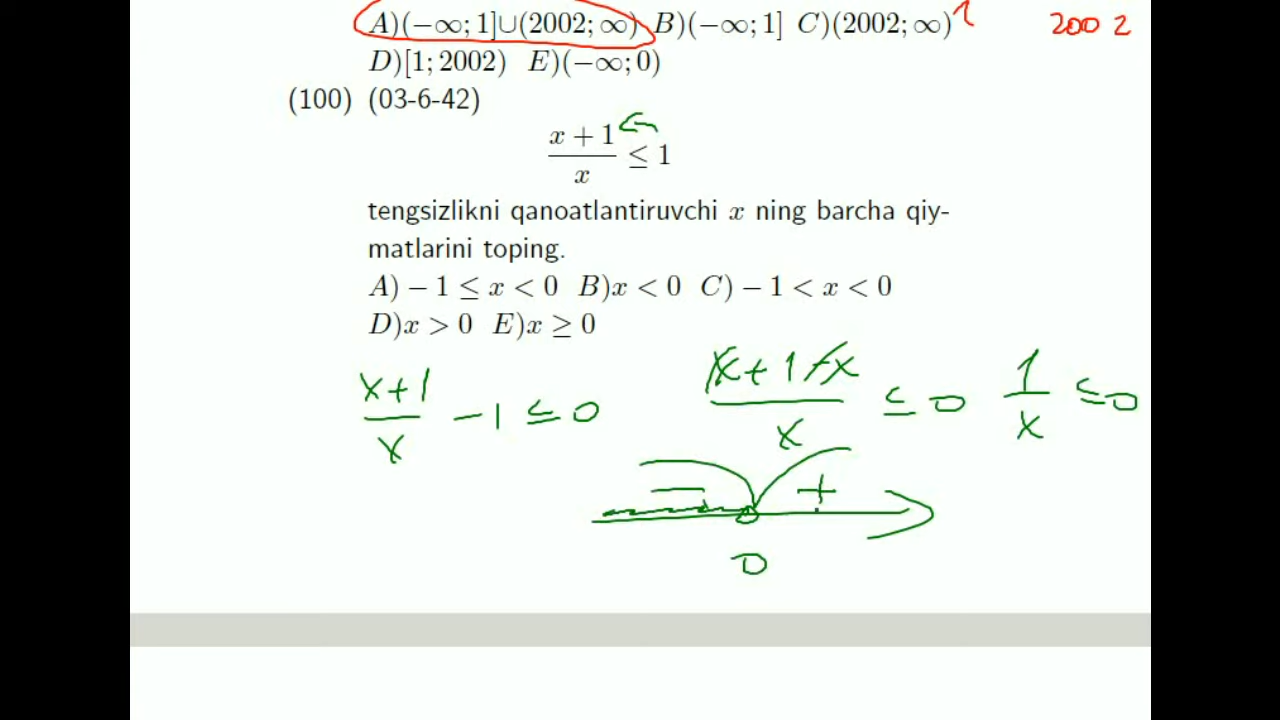 A)(−∞; 1]∪(2002; ∞) B)(−∞; 1] C)(2002; ∞) 1 2002
D)[1; 2002) E)(−∞; 0)
(100) (03-6-42)
x + 1
≤ 1
x
tengsizlikni qanoatlantiruvchi x ning barcha qiy-
matlarini toping.
A) − 1 ≤ x < 0 B)x < 0 C) − 1 < x < 0
D)x > 0 E)x ≥ 0
x+1 x+1-x 1
− 1 ≤ 0 ≤ 0 ≤ 0
x x x
− +
0